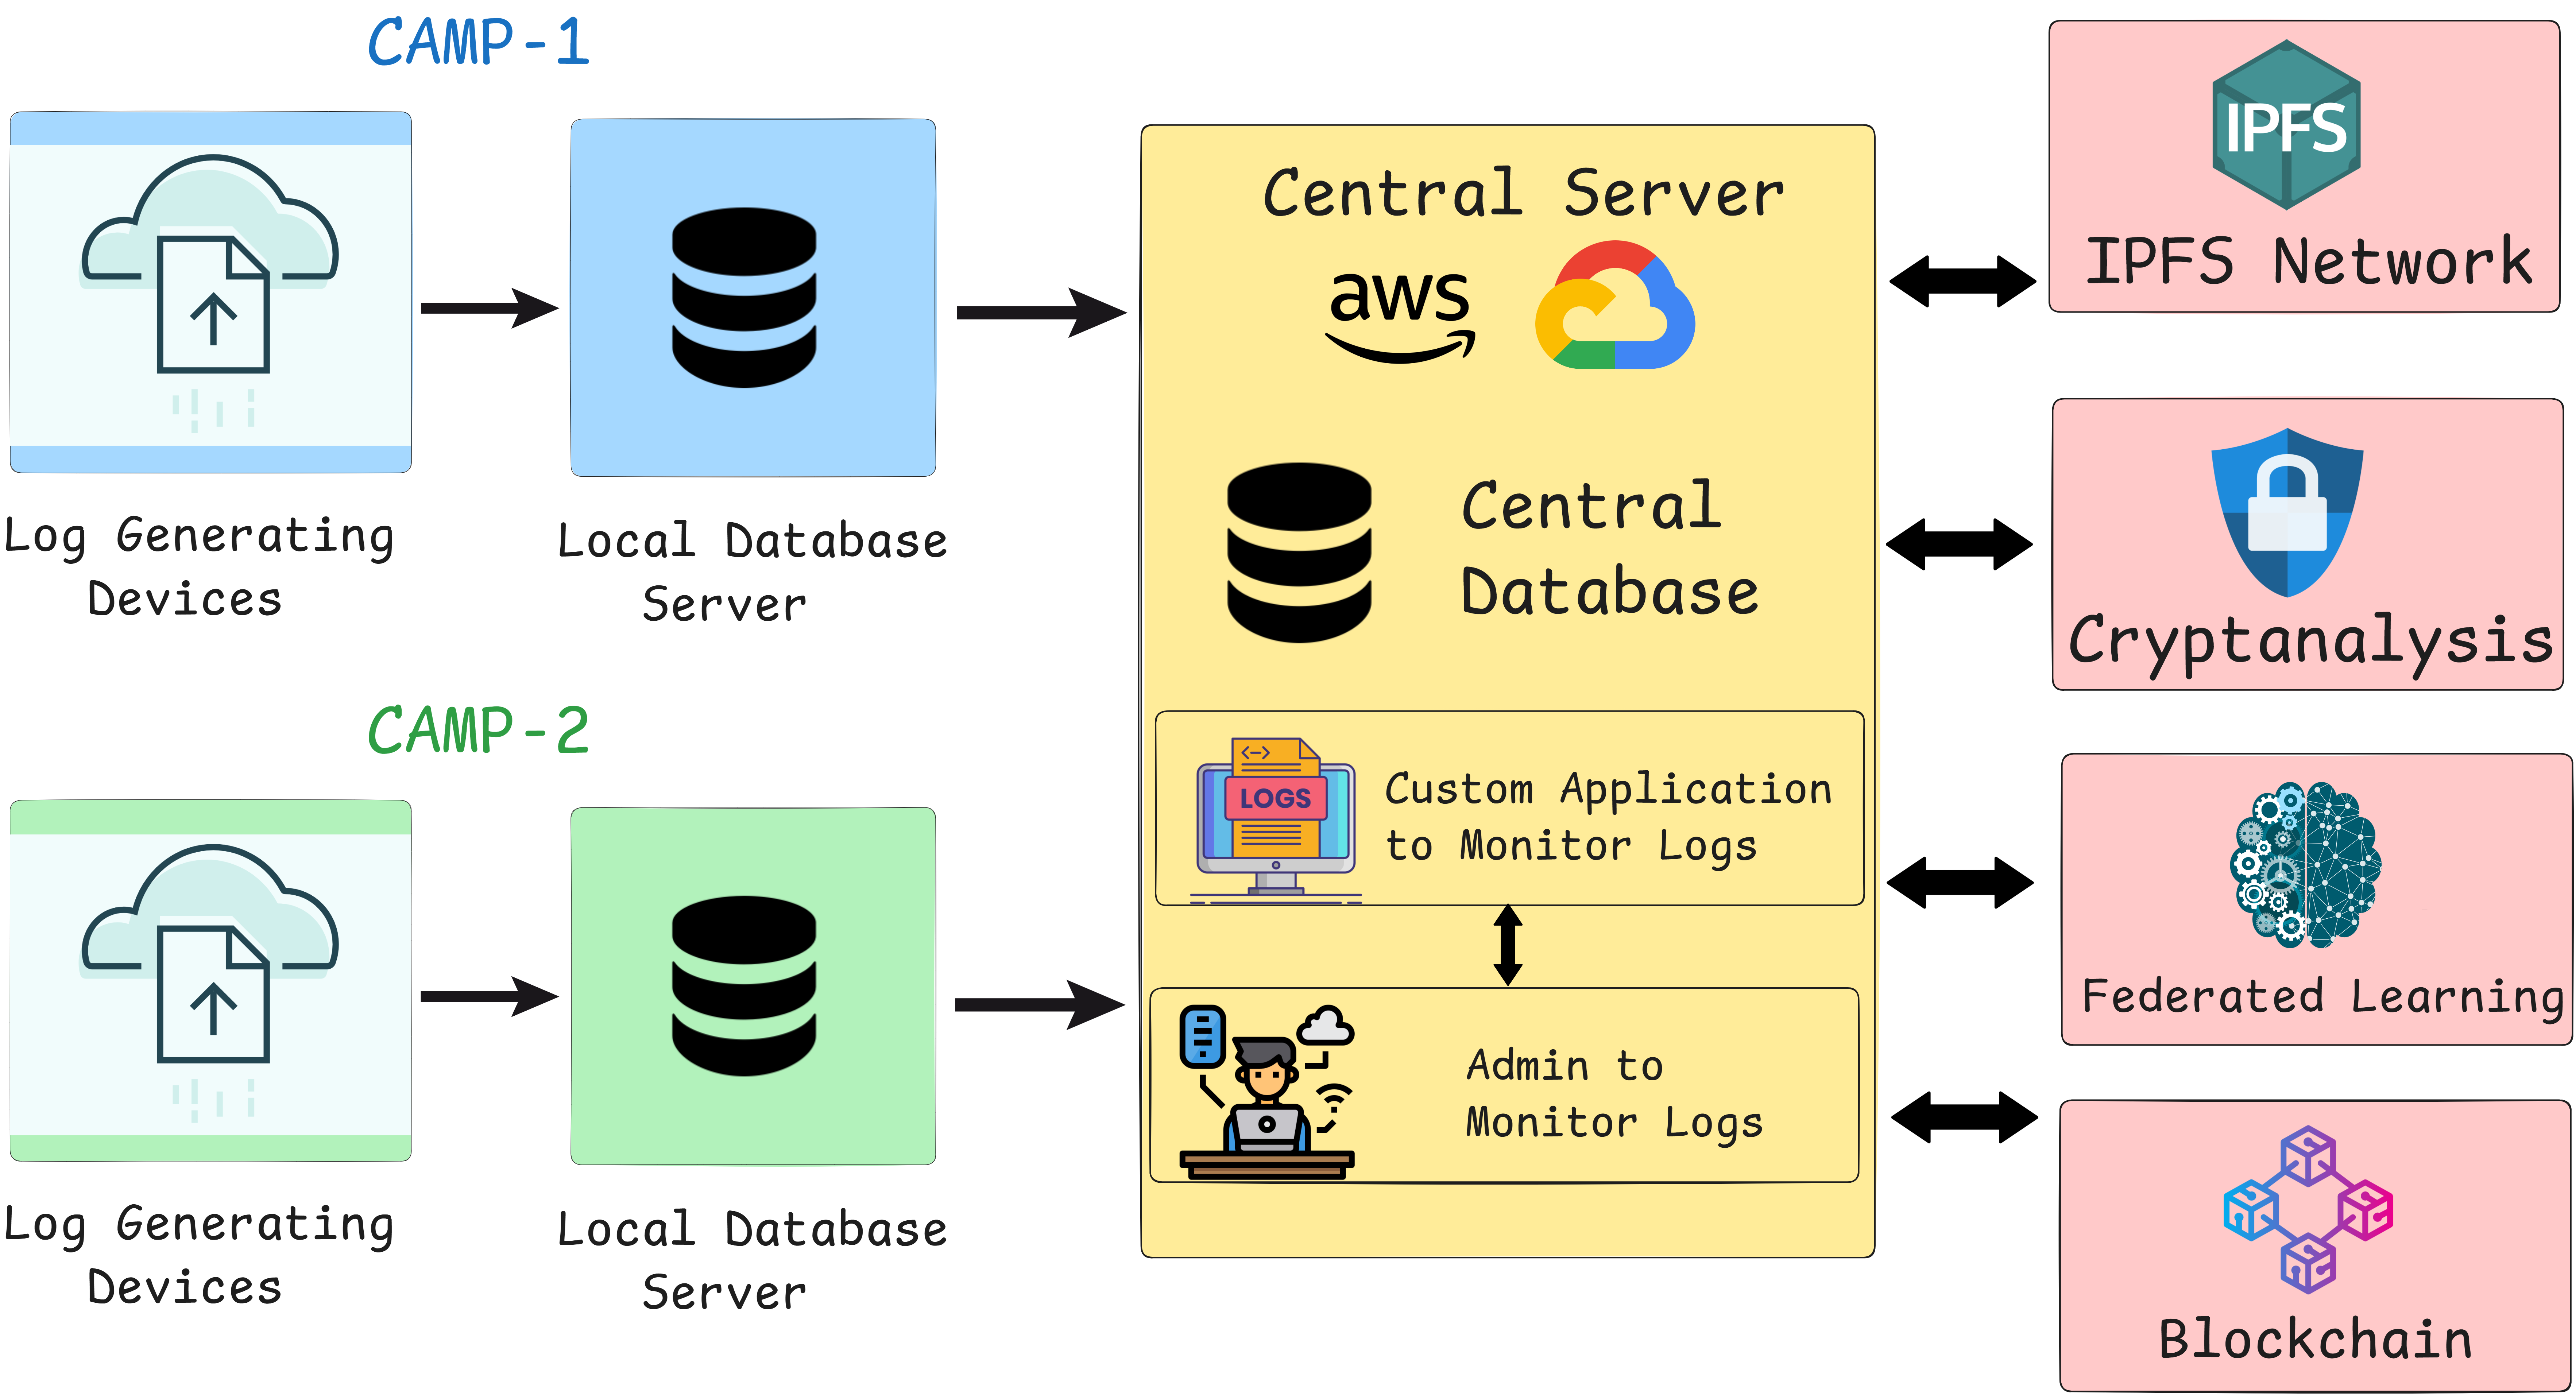 CAMP-1
Log Generating
Devices
Local Database
Server
CAMP-2
Log Generating
Devices
Local Database
Server
Central Server
aws
Central
Database
LOGS
Custom Application
to Monitor Logs
Admin to
Monitor Logs
IPFS
IPFS Network
Cryptanalysis
Federated Learning
Blockchain